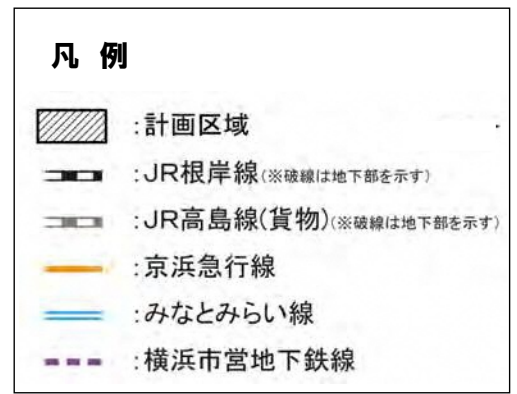 凡 例
:計画区域
:JR根岸線(※破線は地下部を示す)
:JR高島線(貨物)(※破線は地下部を示す)
:京浜急行線
:みなとみらい線
:横浜市営地下鉄線